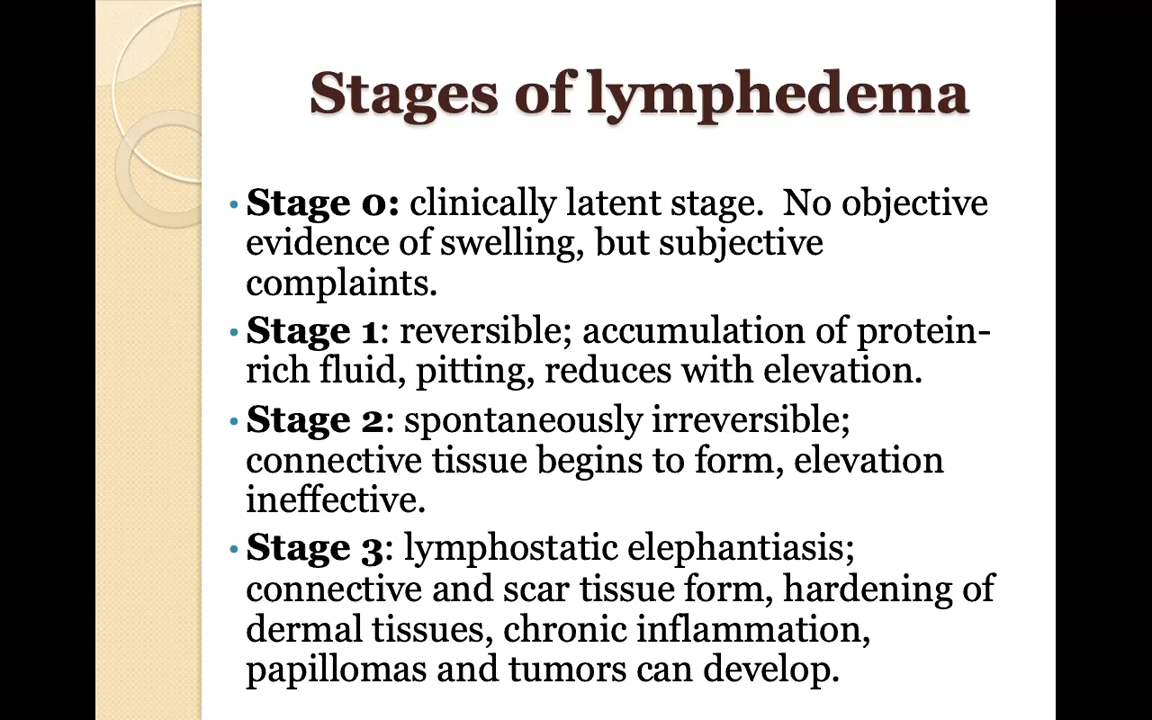 Stages of lymphedema
• Stage 0: clinically latent stage.  No objective
evidence of swelling, but subjective
complaints.
• Stage 1: reversible; accumulation of protein-
rich fluid, pitting, reduces with elevation.
• Stage 2: spontaneously irreversible;
connective tissue begins to form, elevation
ineffective.
• Stage 3: lymphostatic elephantiasis;
connective and scar tissue form, hardening of
dermal tissues, chronic inflammation,
papillomas and tumors can develop.